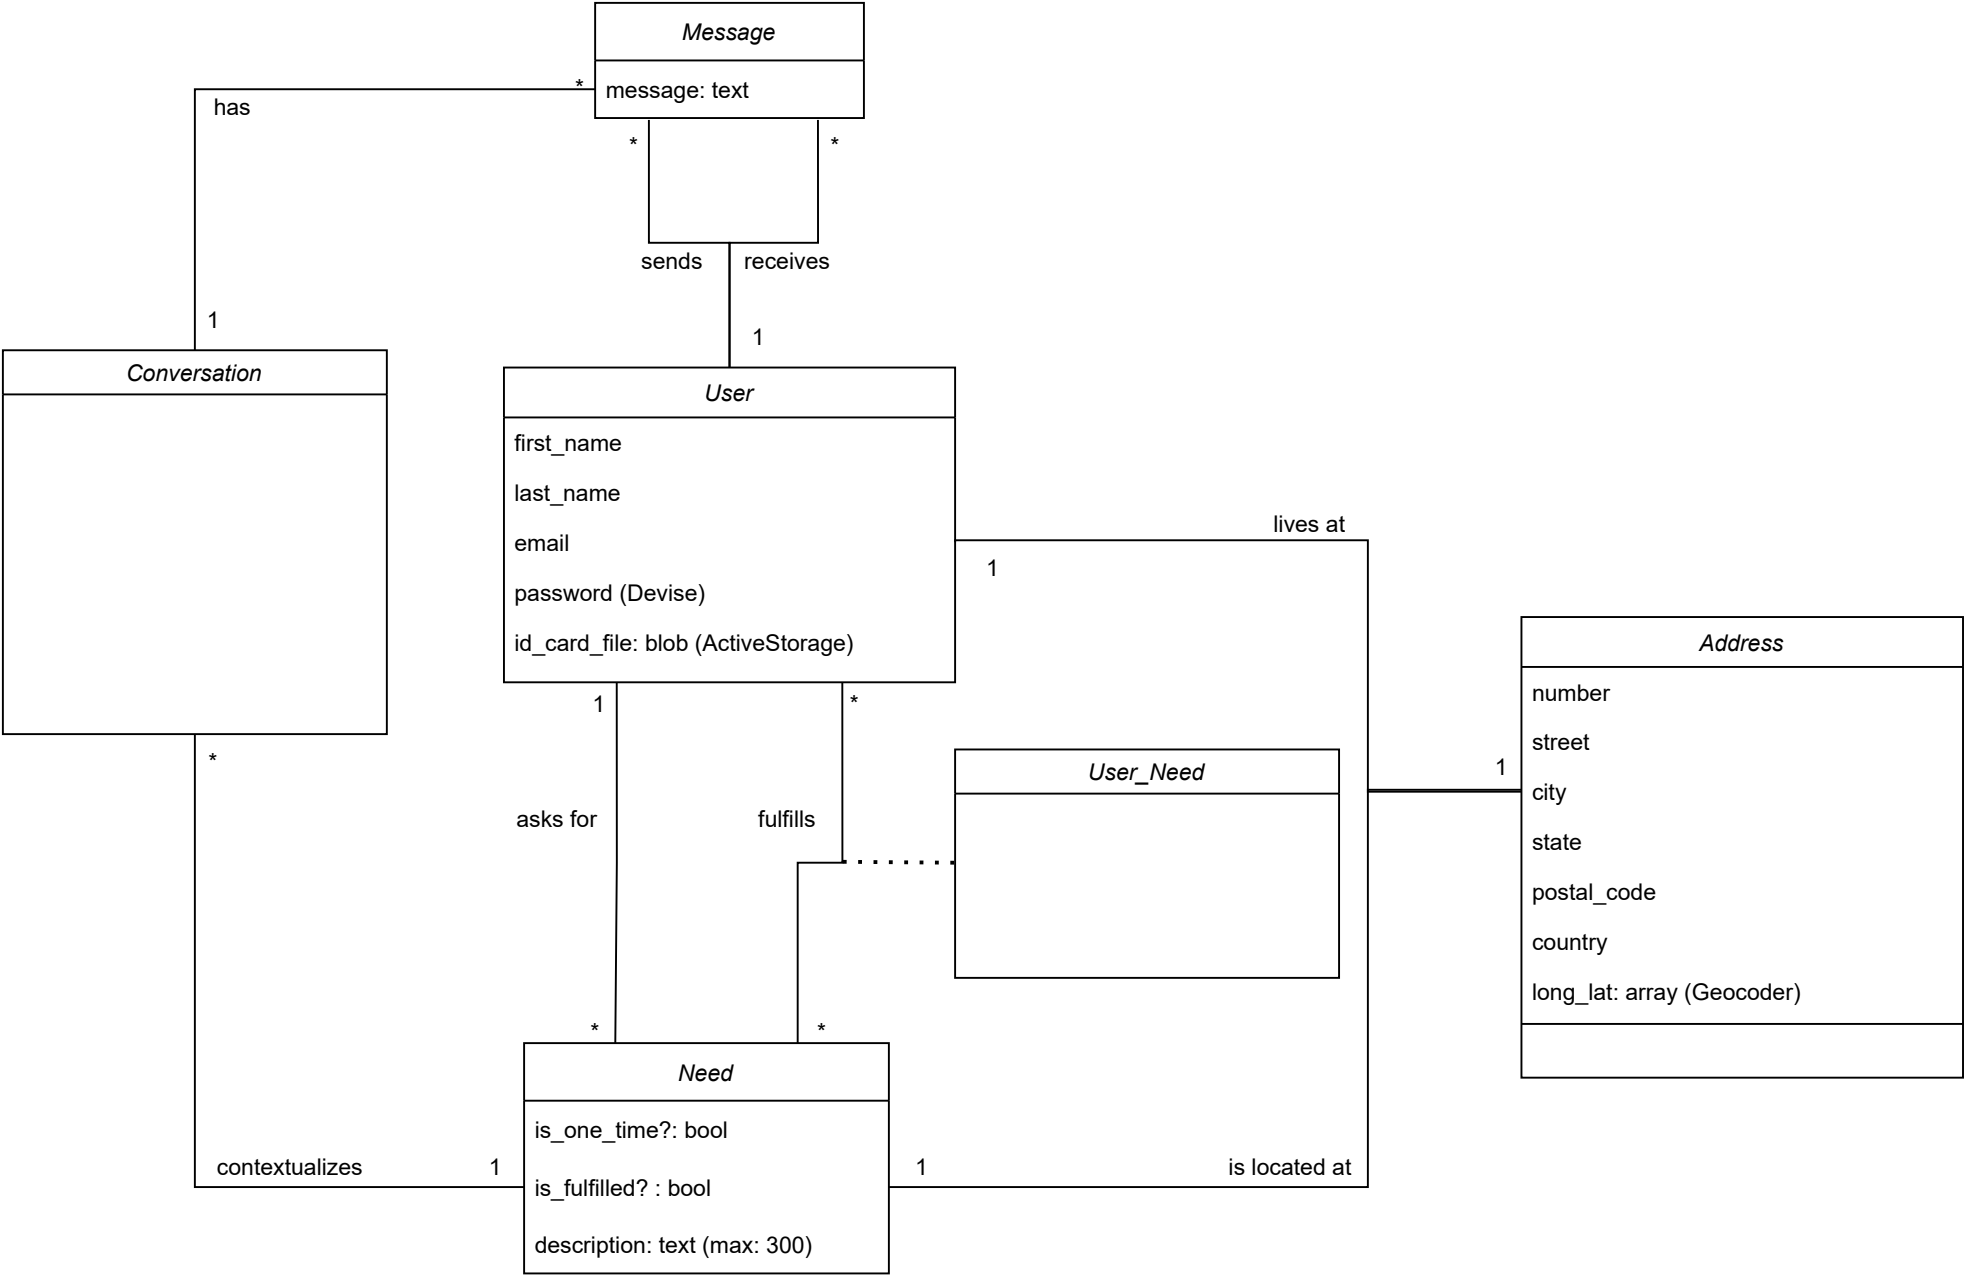 Message
message: text
*
has
*
*
sends
receives
1
1
Conversation
User
first_name
last_name
email
password (Devise)
id_card_file: blob (ActiveStorage)
lives at
1
Address
number
street
city
state
postal_code
country
long_lat: array (Geocoder)
1
1
*
*
User_Need
asks for
fulfills
*
*
Need
is_one_time?: bool
is_fulfilled? : bool
description: text (max: 300)
contextualizes
1
1
is located at